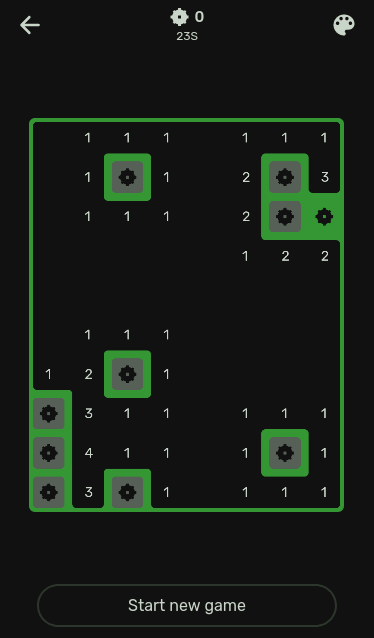 0
23S
1 1 1 1 1 1
1 1 2 3
1 1 1 2
1 2 2
1 1 1
1 2 1
3 1 1 1 1 1
4 1 1 1 1
3 1 1 1 1
Start new game